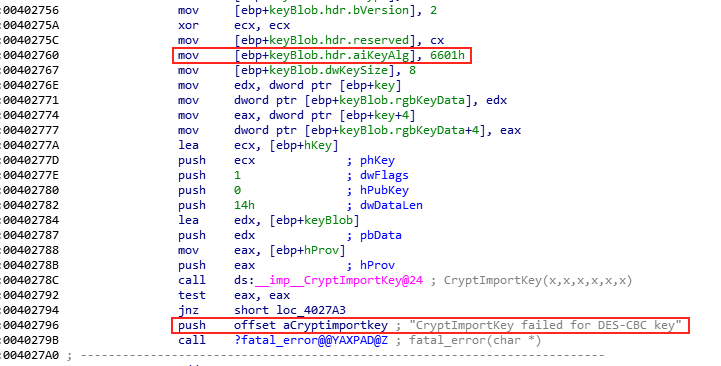 :00402756 mov [ebp+keyBlob.hdr.bVersion], 2
:0040275A xor ecx, ecx
:0040275C mov [ebp+keyBlob.hdr.reserved], cx
:00402760 mov [ebp+keyBlob.hdr.aiKeyAlg], 6601h
:00402767 mov [ebp+keyBlob.dwKeySize], 8
:0040276E mov edx, dword ptr [ebp+key]
:00402771 mov dword ptr [ebp+keyBlob.rgbKeyData], edx
:00402774 mov eax, dword ptr [ebp+key+4]
:00402777 mov dword ptr [ebp+keyBlob.rgbKeyData+4], eax
:0040277A lea ecx, [ebp+hKey]
:0040277D push ecx ; phKey
:0040277E push 1 ; dwFlags
:00402780 push 0 ; hPubKey
:00402782 push 14h ; dwDataLen
:00402784 lea edx, [ebp+keyBlob]
:00402787 push edx ; pbData
:00402788 mov eax, [ebp+hProv]
:0040278B push eax ; hProv
:0040278C call ds:__imp__CryptImportKey@24 ; CryptImportKey(x,x,x,x,x,x)
:00402792 test eax, eax
:00402794 jnz short loc_4027A3
:00402796 push offset aCryptimportkey ; "CryptImportKey failed for DES-CBC key"
:0040279B call ?fatal_error@@YAXPAD@Z ; fatal_error(char *)
:004027A0 ; ---------------------------------------------------------------------------